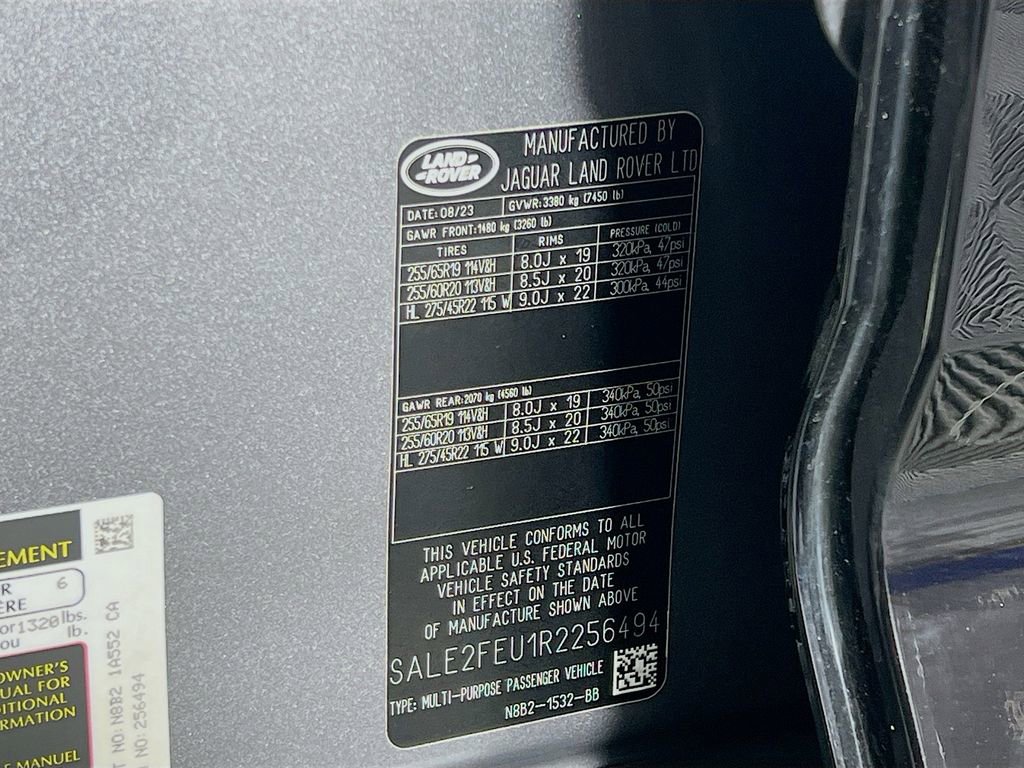 LAND-
-ROVER
MANUFACTURED BY
JAGUAR LAND ROVER LTD
DATE: 08/23 GVWR: 3380 kg (7450 lb)
GAWR FRONT: 1480 kg (3260 lb)
TIRES RIMS PRESSURE (COLD)
255/65R19 114V&H 8.0J x 19 320kPa, 47psi
255/60R20 113V&H 8.5J x 20 320kPa, 47psi
HL 275/45R22 115 W 9.0J x 22 300kPa, 44psi
GAWR REAR: 2070 kg (4560 lb)
255/65R19 114V&H 8.0J x 19 340kPa, 50psi
255/60R20 113V&H 8.5J x 20 340kPa, 50psi
HL 275/45R22 115 W 9.0J x 22 340kPa, 50psi
THIS VEHICLE CONFORMS TO ALL
APPLICABLE U.S. FEDERAL MOTOR
VEHICLE SAFETY STANDARDS
IN EFFECT ON THE DATE
OF MANUFACTURE SHOWN ABOVE
SALE2FEU1R2256494
TYPE: MULTI-PURPOSE PASSENGER VEHICLE
N8B2-1532-BB
EMENT
R 6
ÈRE
or 1320 lbs.
ou lb.
OWNER'S
UAL FOR
DITIONAL
RMATION
E MANUEL
T NO: N8B2 1A552 CA
N NO: 256494